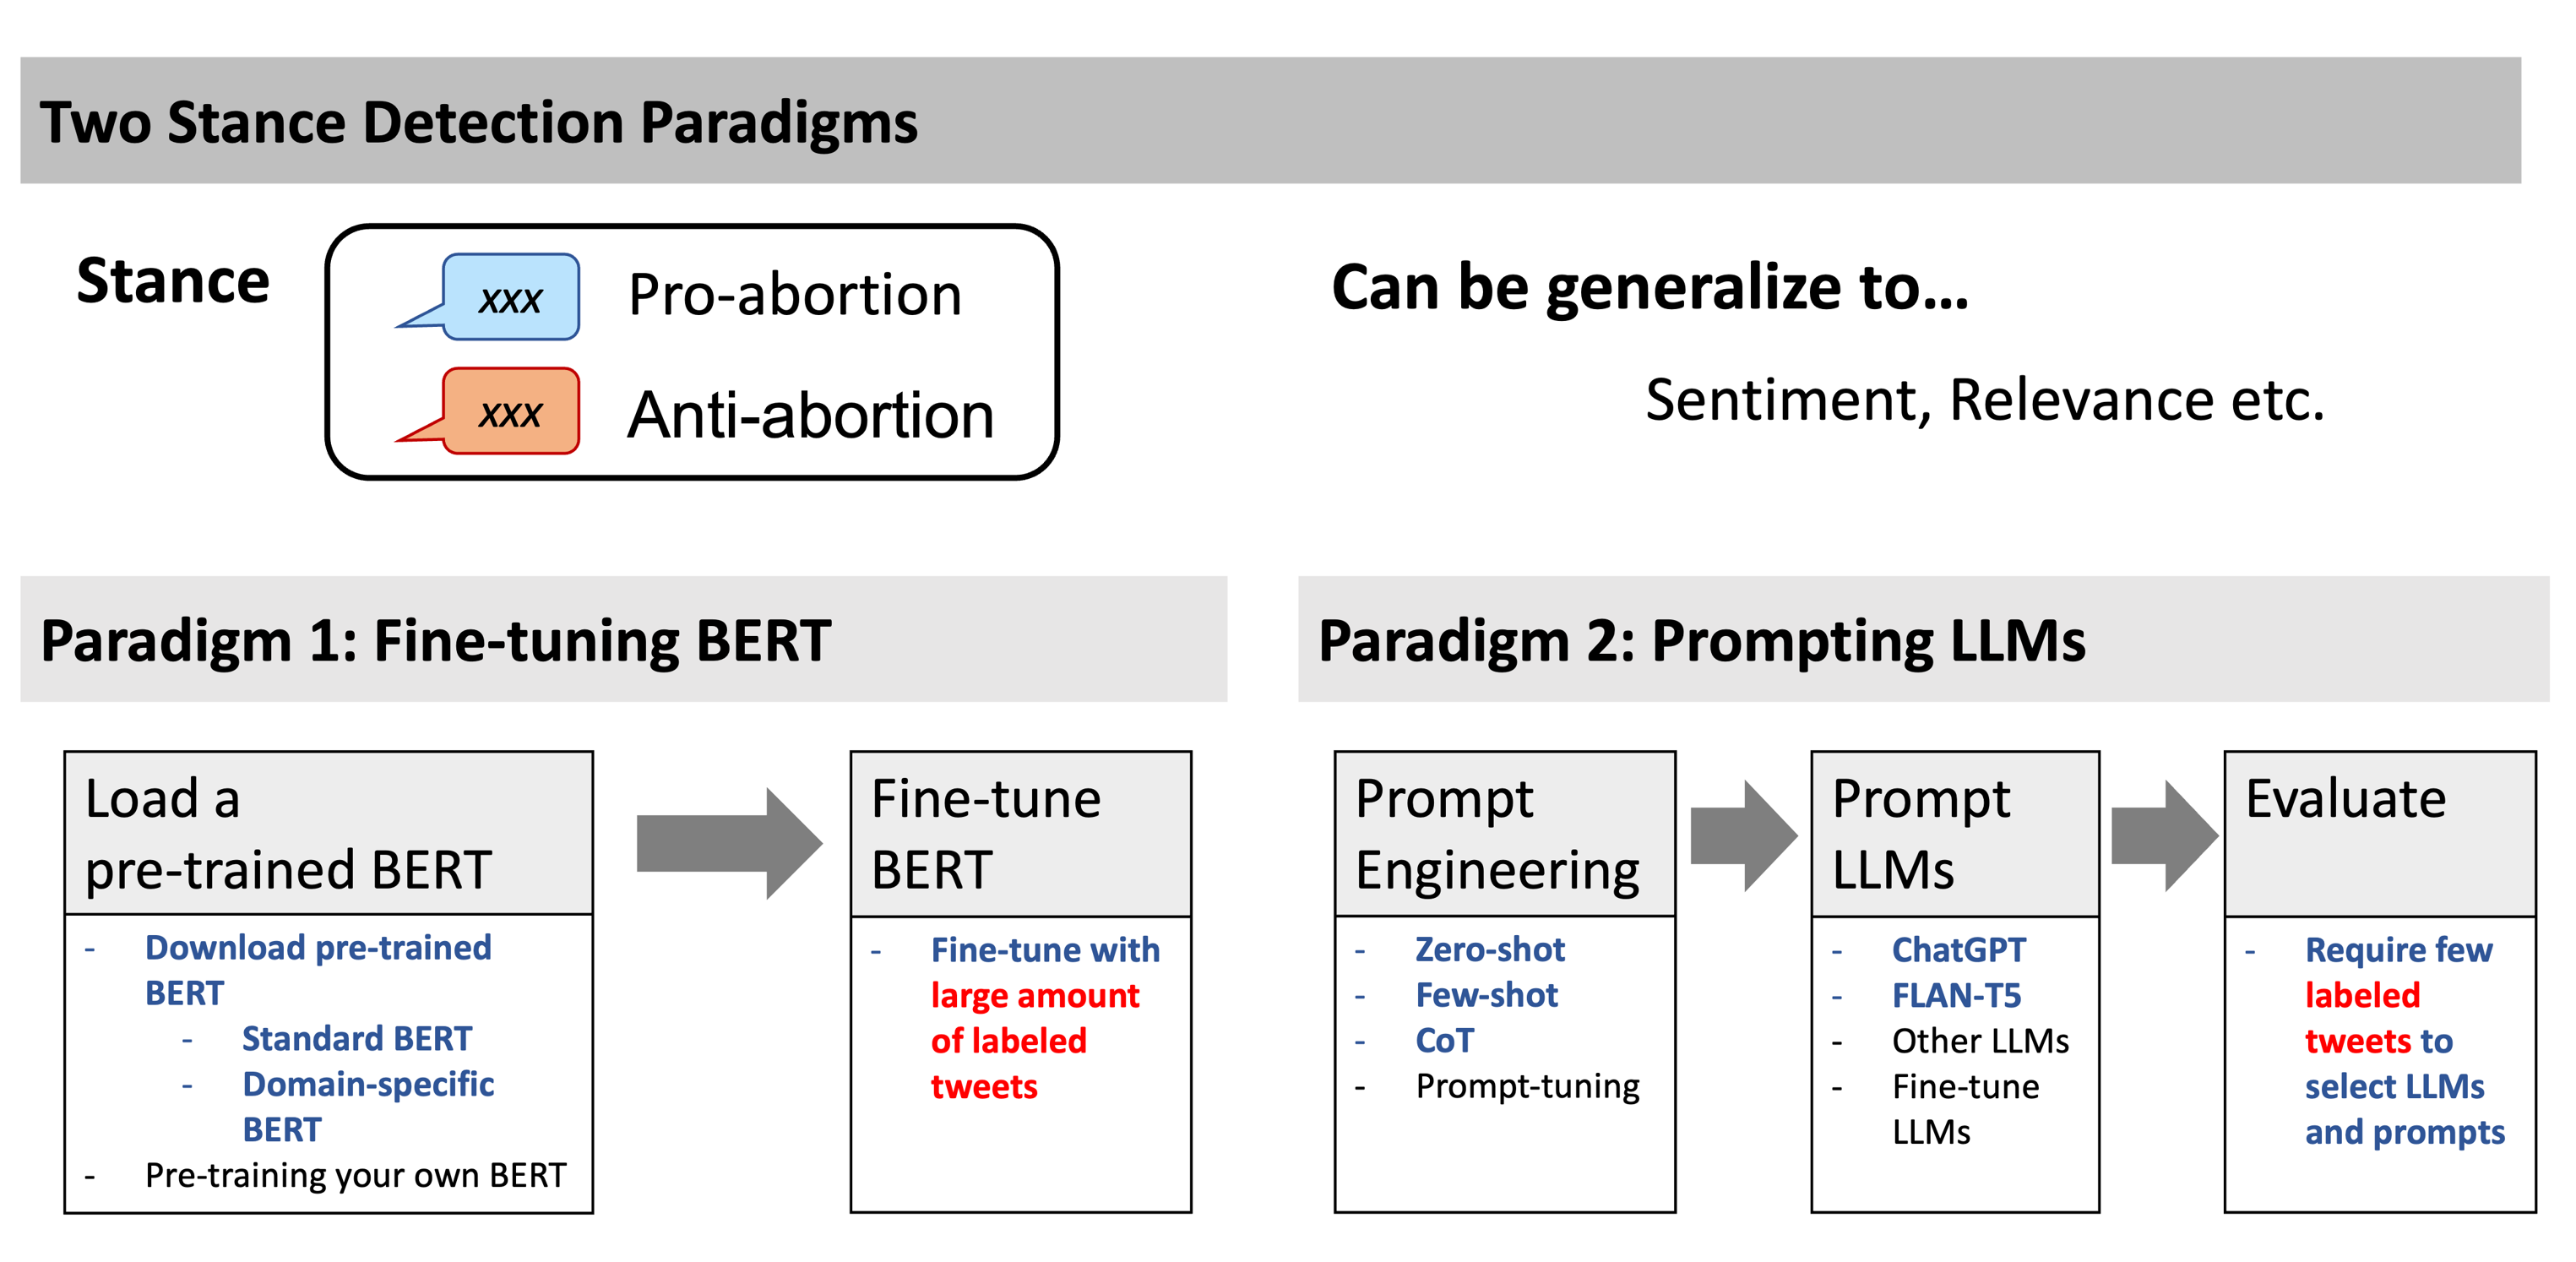 Two Stance Detection Paradigms
Stance
xxx
Pro-abortion
xxx
Anti-abortion
Can be generalize to...
Sentiment, Relevance etc.
Paradigm 1: Fine-tuning BERT
Load a
pre-trained BERT
- Download pre-trained
BERT
- Standard BERT
- Domain-specific
BERT
- Pre-training your own BERT
Fine-tune
BERT
- Fine-tune with
large amount
of labeled
tweets
Paradigm 2: Prompting LLMs
Prompt
Engineering
- Zero-shot
- Few-shot
- CoT
- Prompt-tuning
Prompt
LLMs
- ChatGPT
- FLAN-T5
- Other LLMs
- Fine-tune
LLMs
Evaluate
- Require few
labeled
tweets to
select LLMs
and prompts